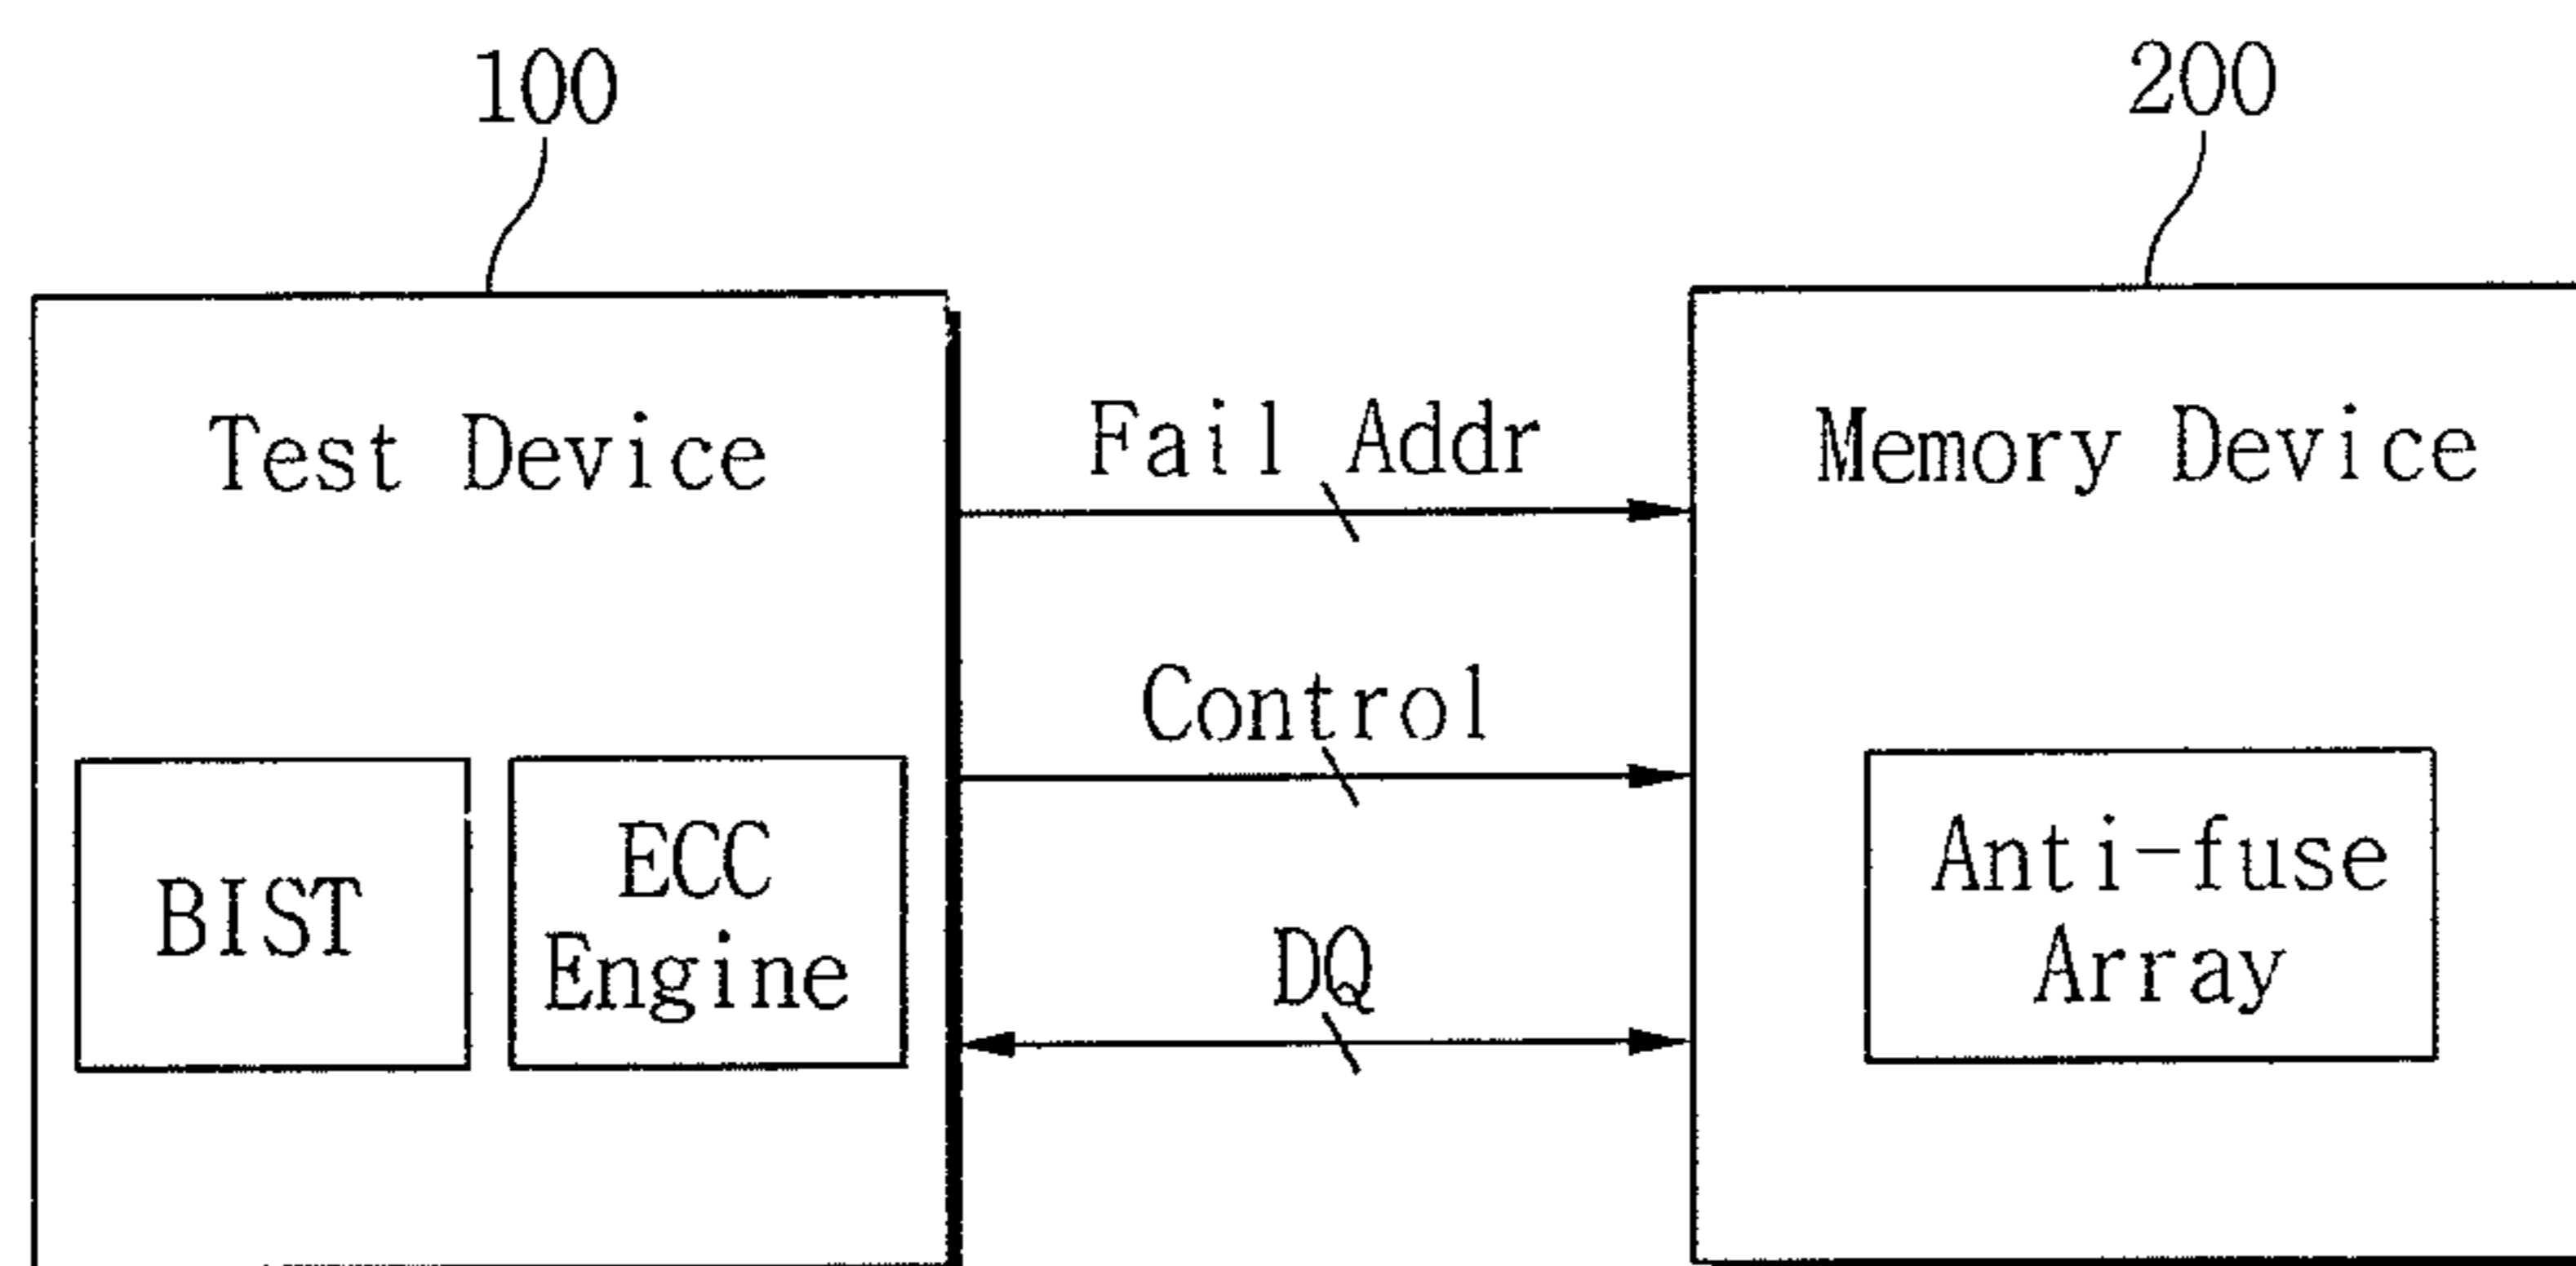 100
200
Test Device
Fail Addr
Memory Device
Control
BIST
ECC
Engine
DQ
Anti-fuse
Array